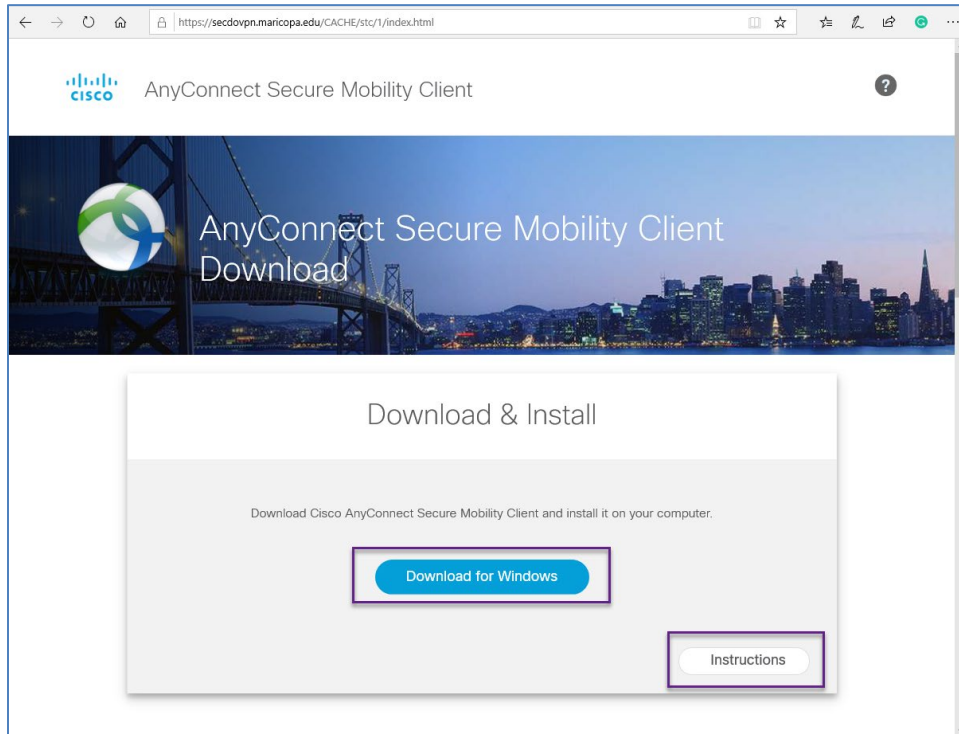 https://secdovpn.maricopa.edu/CACHE/stc/1/index.html
CISCO
AnyConnect Secure Mobility Client
?
AnyConnect Secure Mobility Client
Download
Download & Install
Download Cisco AnyConnect Secure Mobility Client and install it on your computer.
Download for Windows
Instructions